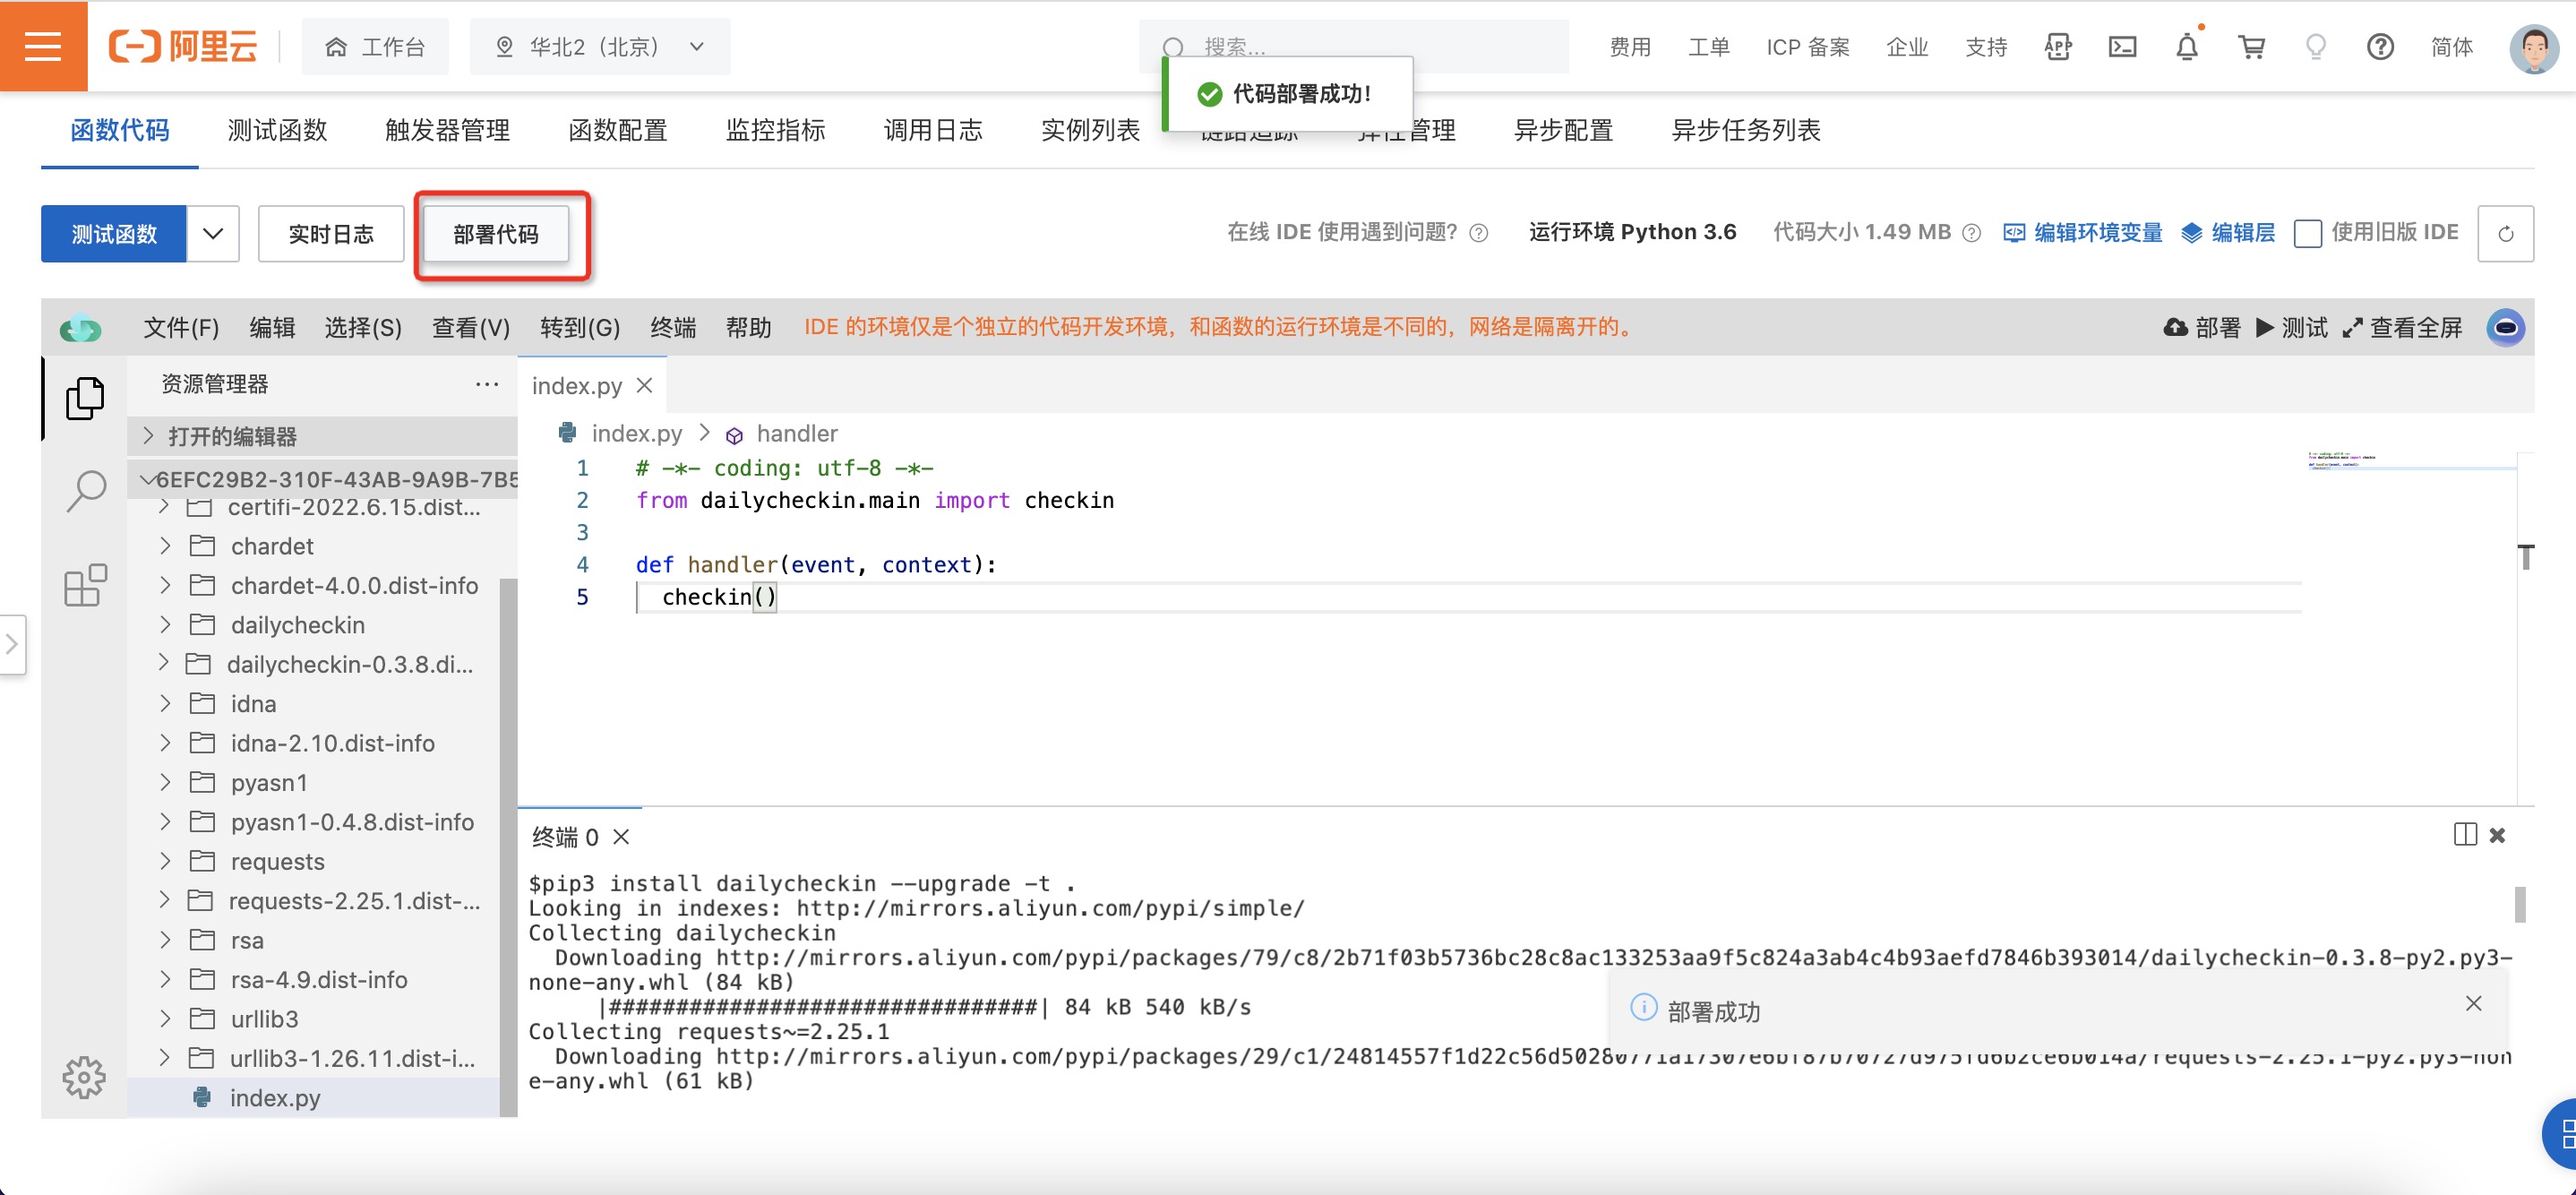 阿里云
工作台
华北2（北京）
搜索...
费用
工单
ICP 备案
企业
支持
APP
简体
代码部署成功!
函数代码
测试函数
触发器管理
函数配置
监控指标
调用日志
实例列表
链路追踪
弹性管理
异步配置
异步任务列表
测试函数
实时日志
部署代码
在线 IDE 使用遇到问题?
运行环境 Python 3.6
代码大小 1.49 MB
编辑环境变量
编辑层
使用旧版 IDE
文件(F)
编辑
选择(S)
查看(V)
转到(G)
终端
帮助
IDE 的环境仅是个独立的代码开发环境，和函数的运行环境是不同的，网络是隔离开的。
部署
测试
查看全屏
资源管理器
打开的编辑器
6EFC29B2-310F-43AB-9A9B-7B5
certifi-2022.6.15.dist...
chardet
chardet-4.0.0.dist-info
dailycheckin
dailycheckin-0.3.8.di...
idna
idna-2.10.dist-info
pyasn1
pyasn1-0.4.8.dist-info
requests
requests-2.25.1.dist-...
rsa
rsa-4.9.dist-info
urllib3
urllib3-1.26.11.dist-i...
index.py
index.py
index.py > handler
1 # -*- coding: utf-8 -*-
2 from dailycheckin.main import checkin
3
4 def handler(event, context):
5 checkin()
终端 0
$pip3 install dailycheckin --upgrade -t .
Looking in indexes: http://mirrors.aliyun.com/pypi/simple/
Collecting dailycheckin
Downloading http://mirrors.aliyun.com/pypi/packages/79/c8/2b71f03b5736bc28c8ac133253aa9f5c824a3ab4c4b93aefd7846b393014/dailycheckin-0.3.8-py2.py3-
none-any.whl (84 kB)
|################################| 84 kB 540 kB/s
Collecting requests~=2.25.1
Downloading http://mirrors.aliyun.com/pypi/packages/29/c1/24814557f1d22c56d50280771a17307e6bf87b70727d975fd6b2ce6b014a/requests-2.25.1-py2.py3-non
e-any.whl (61 kB)
部署成功